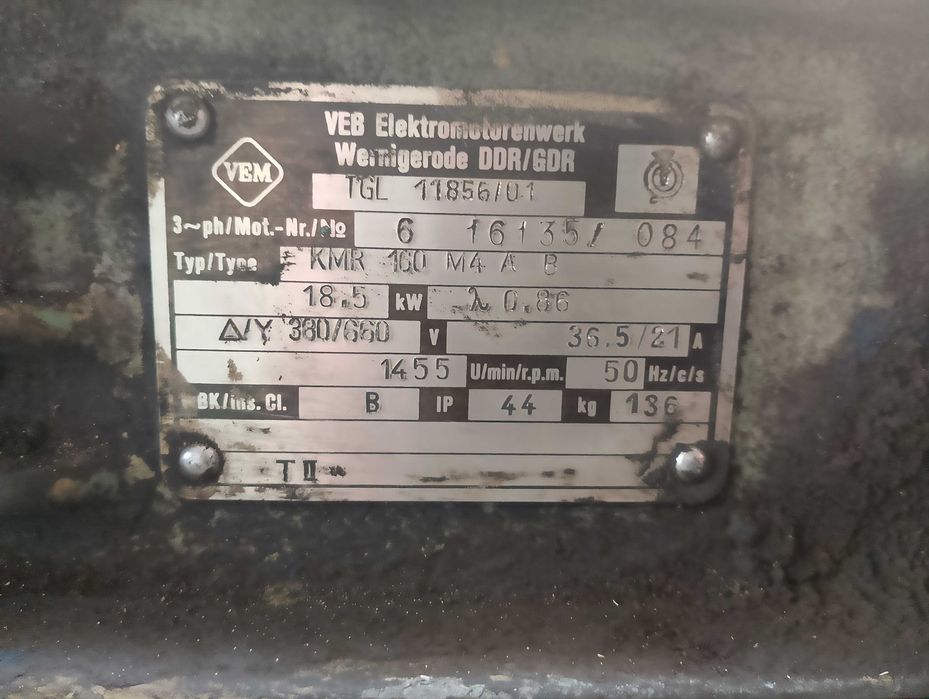 VEB Elektromotorenwerk
Wernigerode DDR/GDR
VEM
TGL 11856/01
3~ph/Mot.-Nr./No 6 16135/ 084
Typ/Type KMR 160 M4 A B
18.5 kW λ 0.86
Δ/Y 380/660 V 36.5/21 A
1455 U/min/r.p.m. 50 Hz/c/s
BK/ins. Cl. B IP 44 kg 136
T II